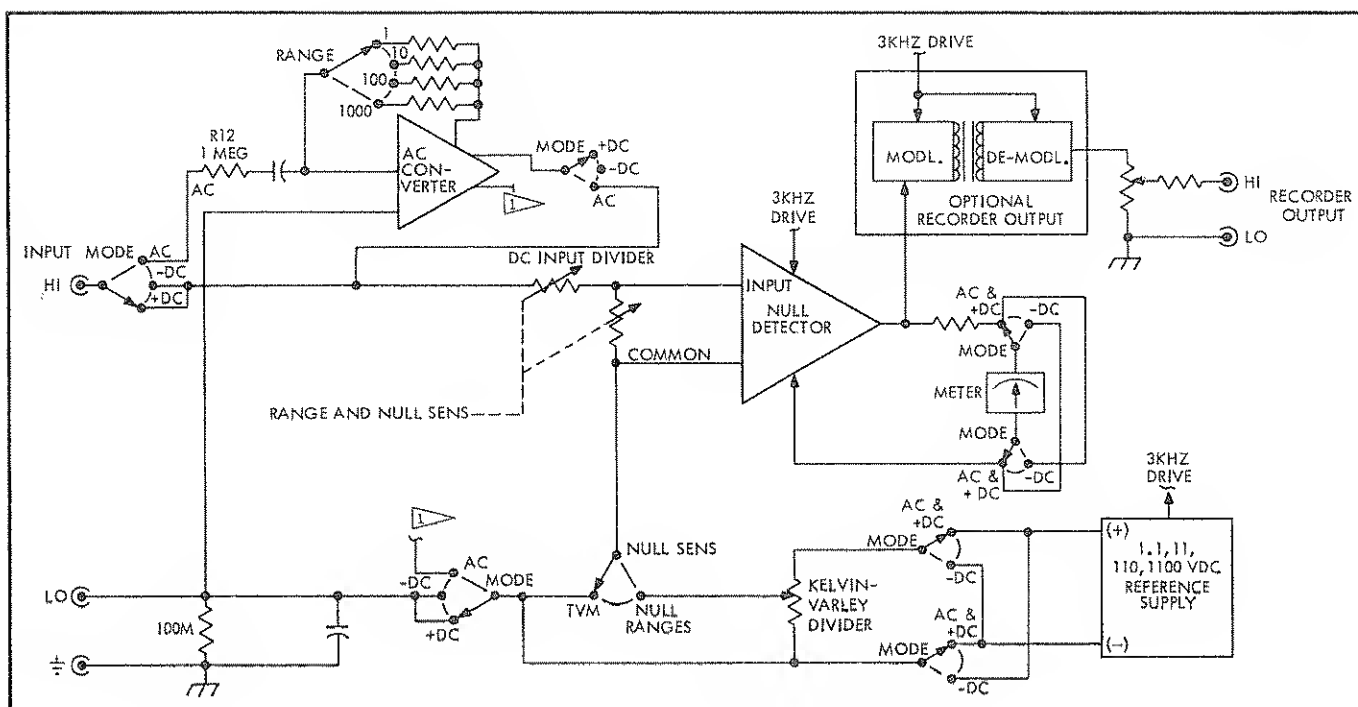 RANGE
1
10
100
1000
R12
1 MEG
AC
AC
CON-
VERTER
1
MODE
+DC
-DC
AC
INPUT
MODE
AC
-DC
+DC
HI
DC INPUT DIVIDER
3KHZ
DRIVE
INPUT
NULL
DETECTOR
COMMON
RANGE AND NULL SENS
3KHZ DRIVE
MODL.
DE-MODL.
OPTIONAL
RECORDER OUTPUT
HI
RECORDER
OUTPUT
LO
AC &
+DC
-DC
MODE
METER
MODE
AC &
+DC
-DC
3KHZ
DRIVE
LO
100M
1
AC
-DC
MODE
+DC
NULL SENS
TVM
NULL
RANGES
KELVIN-
VARLEY
DIVIDER
AC &
+DC
MODE
-DC
AC &
+DC
MODE
-DC
(+)
1.1, 11,
110, 1100 VDC
REFERENCE
SUPPLY
(-)